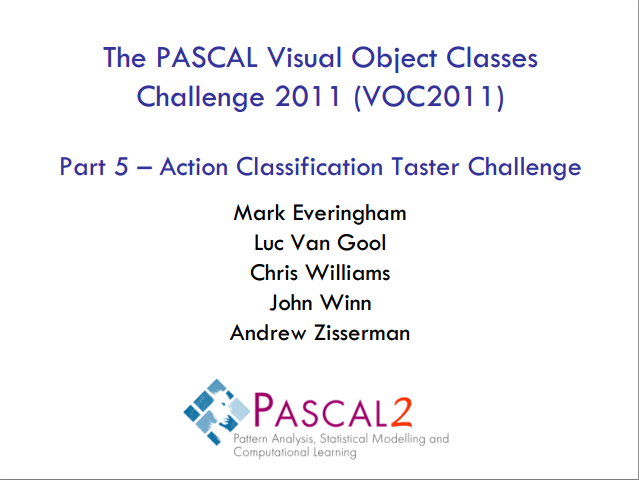 The PASCAL Visual Object Classes
Challenge 2011 (VOC2011)
Part 5 – Action Classification Taster Challenge
Mark Everingham
Luc Van Gool
Chris Williams
John Winn
Andrew Zisserman
PASCAL2
Pattern Analysis, Statistical Modelling and
Computational Learning